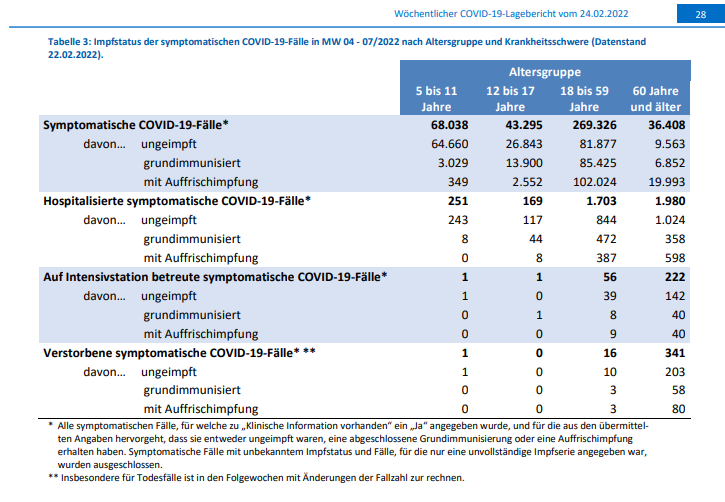 Wöchentlicher COVID-19-Lagebericht vom 24.02.2022 28
Tabelle 3: Impfstatus der symptomatischen COVID-19-Fälle in MW 04 - 07/2022 nach Altersgruppe und Krankheitsschwere (Datenstand
22.02.2022).
Altersgruppe
5 bis 11 12 bis 17 18 bis 59 60 Jahre
Jahre Jahre Jahre und älter
Symptomatische COVID-19-Fälle* 68.038 43.295 269.326 36.408
davon... ungeimpft 64.660 26.843 81.877 9.563
grundimmunisiert 3.029 13.900 85.425 6.852
mit Auffrischimpfung 349 2.552 102.024 19.993
Hospitalisierte symptomatische COVID-19-Fälle* 251 169 1.703 1.980
davon... ungeimpft 243 117 844 1.024
grundimmunisiert 8 44 472 358
mit Auffrischimpfung 0 8 387 598
Auf Intensivstation betreute symptomatische COVID-19-Fälle* 1 1 56 222
davon... ungeimpft 1 0 39 142
grundimmunisiert 0 1 8 40
mit Auffrischimpfung 0 0 9 40
Verstorbene symptomatische COVID-19-Fälle* ** 1 0 16 341
davon... ungeimpft 1 0 10 203
grundimmunisiert 0 0 3 58
mit Auffrischimpfung 0 0 3 80
* Alle symptomatischen Fälle, für welche zu „Klinische Information vorhanden“ ein „Ja“ angegeben wurde, und für die aus den übermittel-
ten Angaben hervorgeht, dass sie entweder ungeimpft waren, eine abgeschlossene Grundimmunisierung oder eine Auffrischimpfung
erhalten haben. Symptomatische Fälle mit unbekanntem Impfstatus und Fälle, für die nur eine unvollständige Impfserie angegeben war,
wurden ausgeschlossen.
** Insbesondere für Todesfälle ist in den Folgewochen mit Änderungen der Fallzahl zu rechnen.